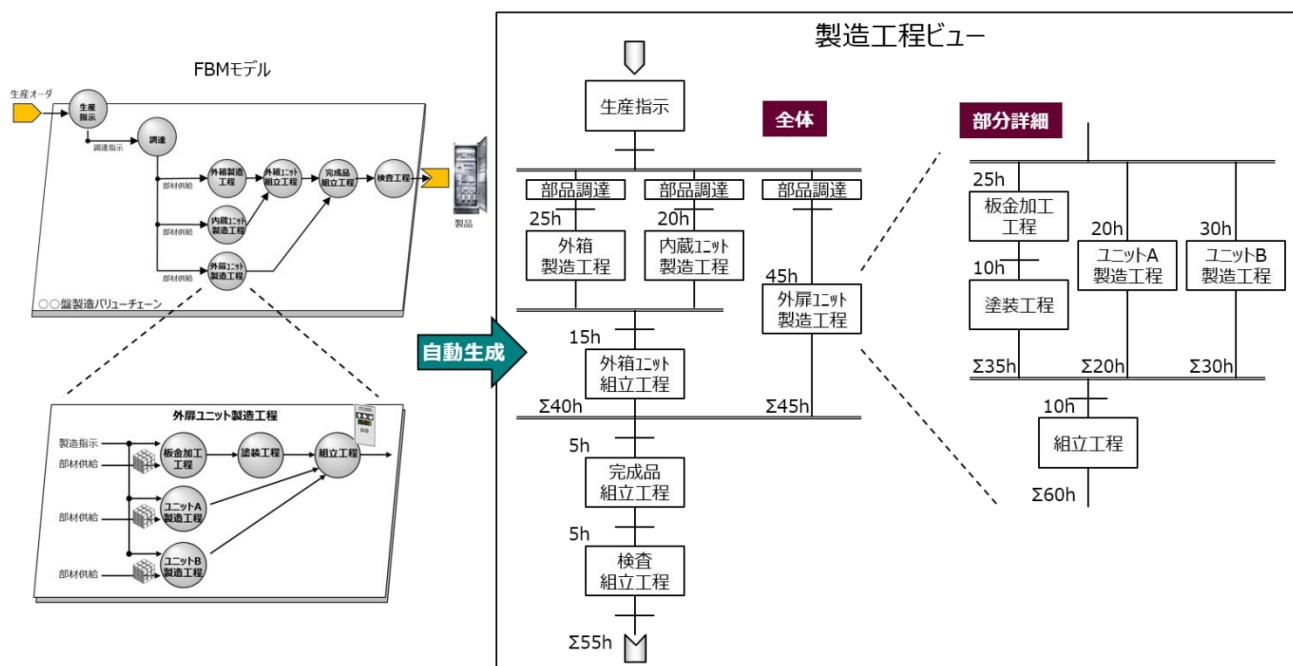 FBMモデル
生産オーダ
生産
指示
調達指示
調達
部材供給
外箱製造
工程
外箱ユニット
組立工程
完成品
組立工程
検査工程
製品
部材供給
内蔵ユニット
製造工程
部材供給
外扉ユニット
製造工程
○○盤製造バリューチェーン
外扉ユニット製造工程
製造指示
部材供給
板金加工
工程
塗装工程
組立工程
部材供給
ユニットA
製造工程
部材供給
ユニットB
製造工程
自動生成
製造工程ビュー
生産指示
全体
部品調達
部品調達
部品調達
25h
外箱
製造工程
20h
内蔵ユニット
製造工程
45h
外扉ユニット
製造工程
15h
外箱ユニット
組立工程
Σ40h
Σ45h
5h
完成品
組立工程
5h
検査
組立工程
Σ55h
部分詳細
25h
板金加工
工程
10h
塗装工程
20h
ユニットA
製造工程
30h
ユニットB
製造工程
Σ35h
Σ20h
Σ30h
10h
組立工程
Σ60h